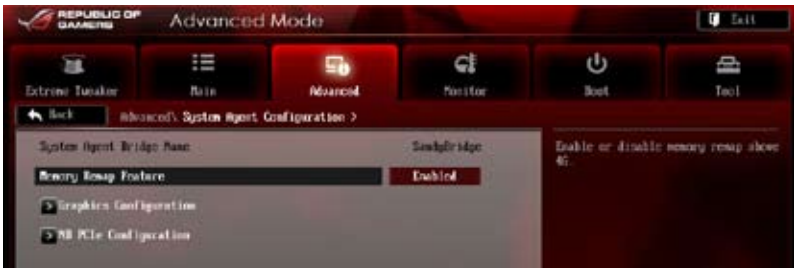 REPUBLIC OF GAMERS
Advanced Mode
Exit
Extreme Tweaker
Main
Advanced
Monitor
Boot
Tool
Back
Advanced\ System Agent Configuration >
System Agent Bridge Name
SandyBridge
Memory Remap Feature
Enabled
> Graphics Configuration
> NB PCIe Configuration
Enable or disable memory remap above
4G.